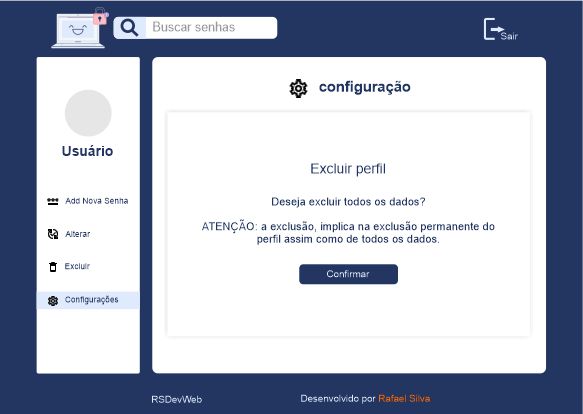 Buscar senhas
Sair
Usuário
Add Nova Senha
Alterar
Excluir
Configurações
configuração
Excluir perfil
Deseja excluir todos os dados?
ATENÇÃO: a exclusão, implica na exclusão permanente do
perfil assim como de todos os dados.
Confirmar
RSDevWeb
Desenvolvido por Rafael Silva